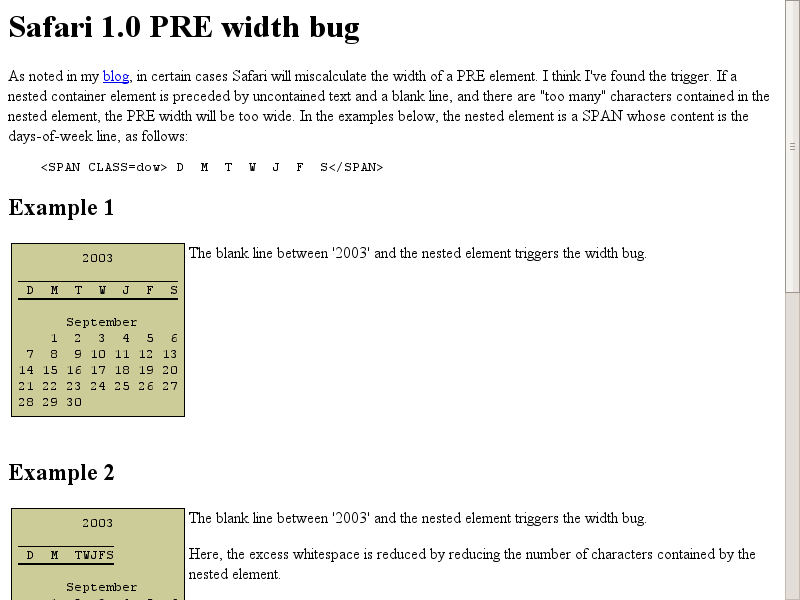 Safari 1.0 PRE width bug
As noted in my blog, in certain cases Safari will miscalculate the width of a PRE element. I think I've found the trigger. If a
nested container element is preceded by uncontained text and a blank line, and there are "too many" characters contained in the
nested element, the PRE width will be too wide. In the examples below, the nested element is a SPAN whose content is the
days-of-week line, as follows:
<SPAN CLASS=dow> D  M  T  W  J  F  S</SPAN>
Example 1
2003
D  M  T  W  J  F  S
September
1  2  3  4  5  6
7  8  9 10 11 12 13
14 15 16 17 18 19 20
21 22 23 24 25 26 27
28 29 30
The blank line between '2003' and the nested element triggers the width bug.
Example 2
2003
D  M  TWJFS
September
The blank line between '2003' and the nested element triggers the width bug.
Here, the excess whitespace is reduced by reducing the number of characters contained by the
nested element.